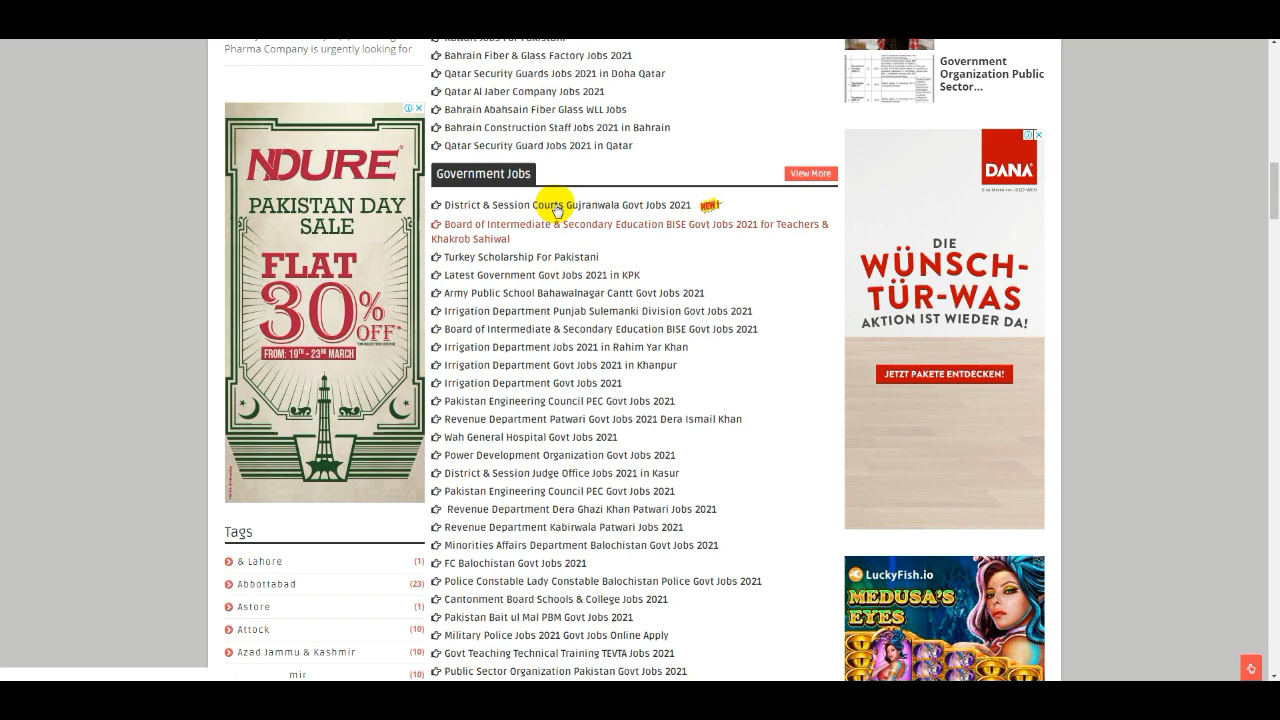 Pharma Company is urgently looking for
NDURE
PAKISTAN DAY
SALE
FLAT
30%
OFF*
FROM: 19TH - 23RD MARCH
Tags
& Lahore (1)
Abbottabad (23)
Astore (1)
Attock (10)
Azad Jammu & Kashmir (10)
mir (10)
Bahrain Fiber & Glass Factory Jobs 2021
Qatar Security Guards Jobs 2021 in Data Qatar
Qatar Al Jaber Company Jobs 2021
Bahrain Abahsain Fiber Glass WLL Jobs
Bahrain Construction Staff Jobs 2021 in Bahrain
Qatar Security Guard Jobs 2021 in Qatar
Government Jobs View More
District & Session Courts Gujranwala Govt Jobs 2021 NEW!
Board of Intermediate & Secondary Education BISE Govt Jobs 2021 for Teachers &
Khakrob Sahiwal
Turkey Scholarship For Pakistani
Latest Government Govt Jobs 2021 in KPK
Army Public School Bahawalnagar Cantt Govt Jobs 2021
Irrigation Department Punjab Sulemanki Division Govt Jobs 2021
Board of Intermediate & Secondary Education BISE Govt Jobs 2021
Irrigation Department Jobs 2021 in Rahim Yar Khan
Irrigation Department Govt Jobs 2021 in Khanpur
Irrigation Department Govt Jobs 2021
Pakistan Engineering Council PEC Govt Jobs 2021
Revenue Department Patwari Govt Jobs 2021 Dera Ismail Khan
Wah General Hospital Govt Jobs 2021
Power Development Organization Govt Jobs 2021
District & Session Judge Office Jobs 2021 in Kasur
Pakistan Engineering Council PEC Govt Jobs 2021
Revenue Department Dera Ghazi Khan Patwari Jobs 2021
Revenue Department Kabirwala Patwari Jobs 2021
Minorities Affairs Department Balochistan Govt Jobs 2021
FC Balochistan Govt Jobs 2021
Police Constable Lady Constable Balochistan Police Govt Jobs 2021
Cantonment Board Schools & College Jobs 2021
Pakistan Bait ul Mal PBM Govt Jobs 2021
Military Police Jobs 2021 Govt Jobs Online Apply
Govt Teaching Technical Training TEVTA Jobs 2021
Public Sector Organization Pakistan Govt Jobs 2021
Government
Organization Public
Sector...
DANA
Eine Marke von JELD-WEN
DIE
WÜNSCH-
TÜR-WAS
AKTION IST WIEDER DA!
JETZT PAKETE ENTDECKEN!
LuckyFish.io
MEDUSA'S
EYES